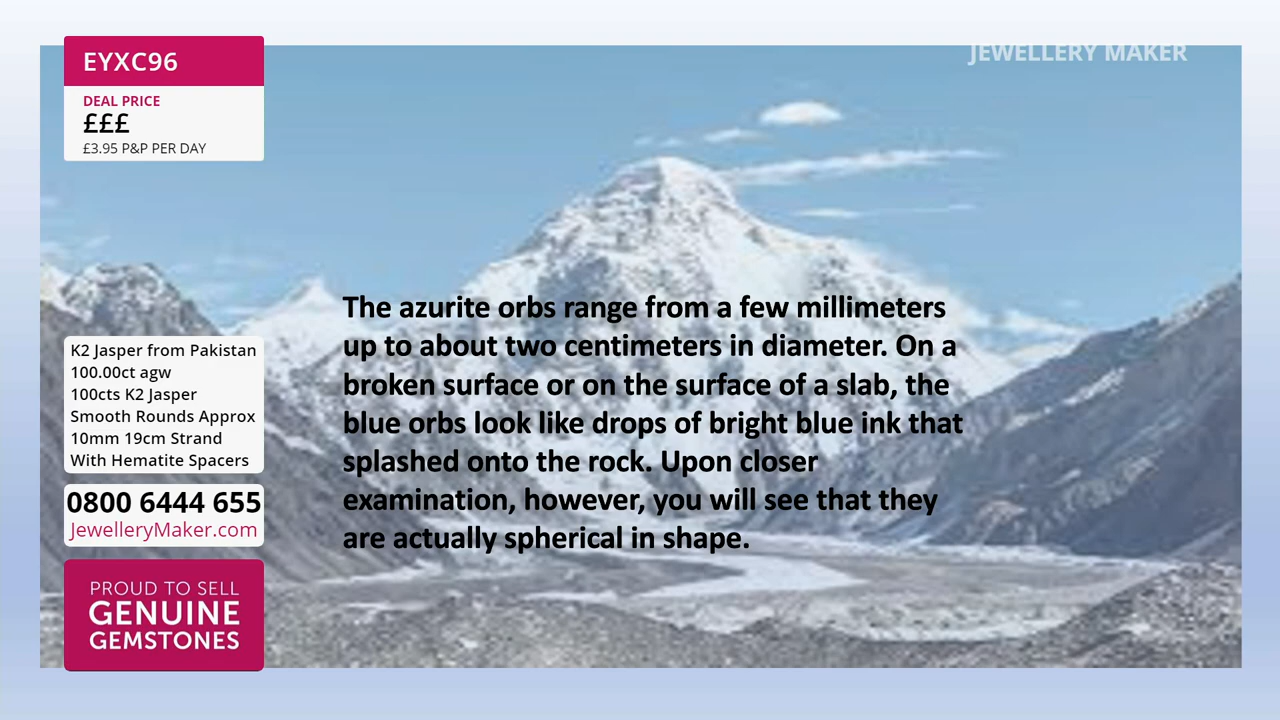 EYXC96
DEAL PRICE
£££
£3.95 P&P PER DAY
JEWELLERY MAKER
The azurite orbs range from a few millimeters
up to about two centimeters in diameter. On a
broken surface or on the surface of a slab, the
blue orbs look like drops of bright blue ink that
splashed onto the rock. Upon closer
examination, however, you will see that they
are actually spherical in shape.
K2 Jasper from Pakistan
100.00ct agw
100cts K2 Jasper
Smooth Rounds Approx
10mm 19cm Strand
With Hematite Spacers
0800 6444 655
JewelleryMaker.com
PROUD TO SELL
GENUINE
GEMSTONES